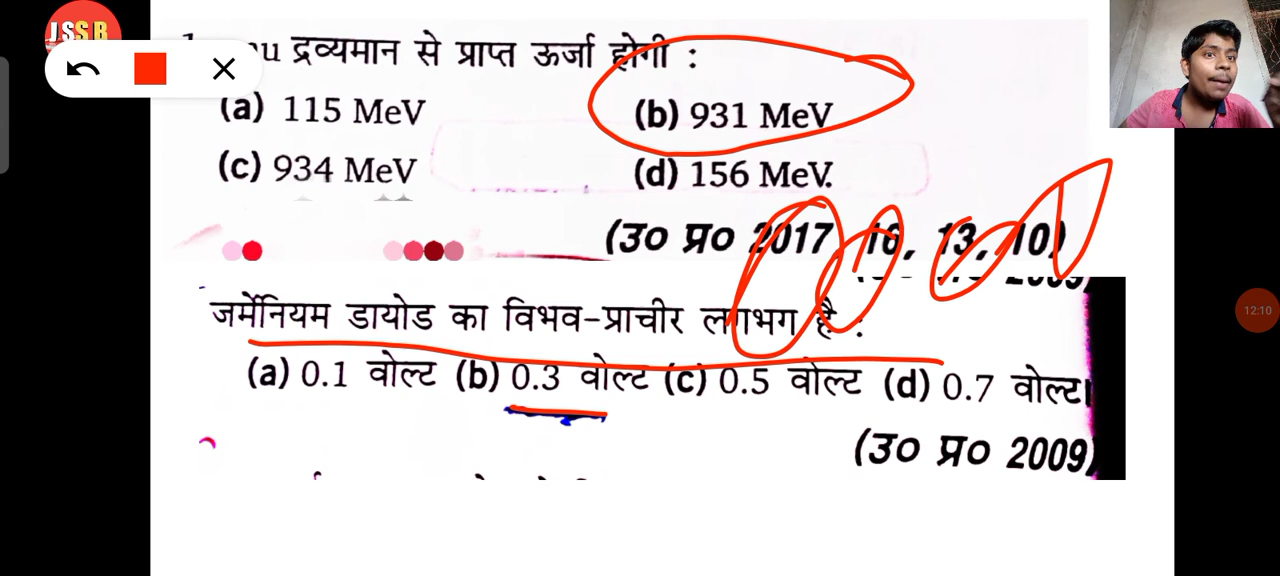 JSSB
द्रव्यमान से प्राप्त ऊर्जा होगी :
(a) 115 MeV (b) 931 MeV
(c) 934 MeV (d) 156 MeV.
(उ० प्र० 2017, 16, 13, 10)
जर्मेनियम डायोड का विभव-प्राचीर लगभग है :
(a) 0.1 वोल्ट (b) 0.3 वोल्ट (c) 0.5 वोल्ट (d) 0.7 वोल्ट।
12:10
(उ० प्र० 2009)